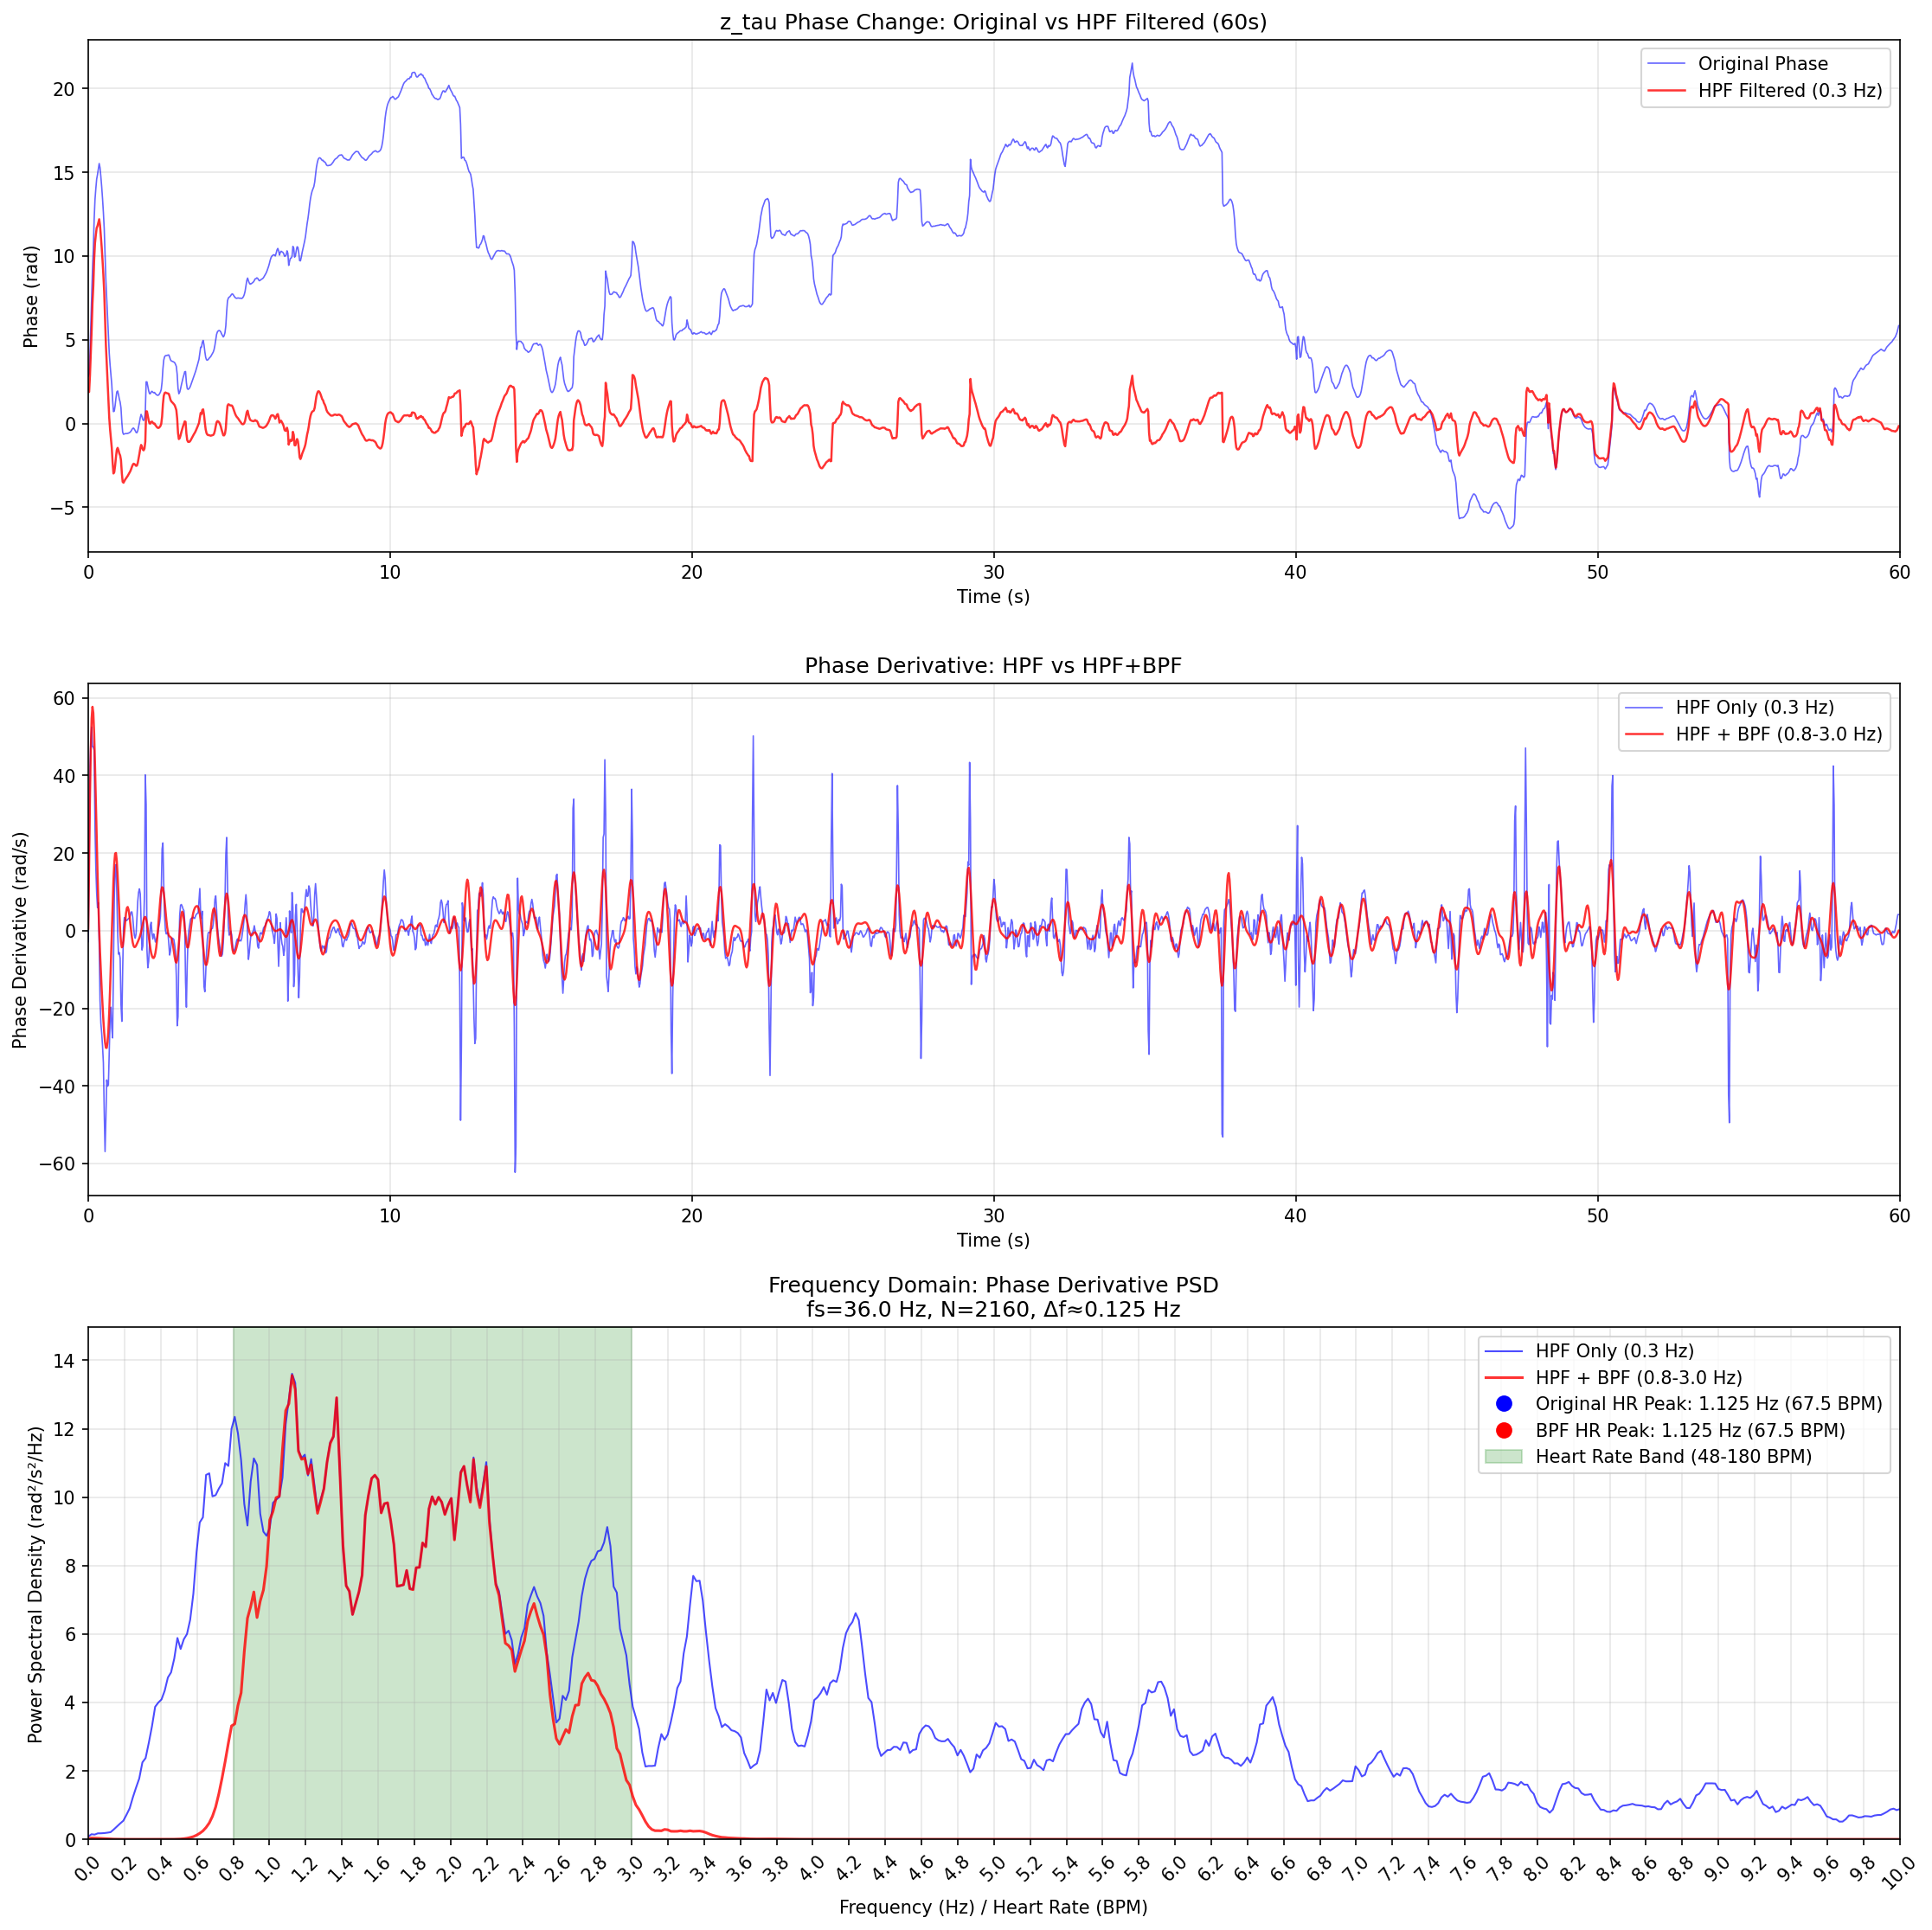 z_tau Phase Change: Original vs HPF Filtered (60s)
Original Phase
HPF Filtered (0.3 Hz)
20
15
10
5
0
−5
Phase (rad)
0 10 20 30 40 50 60
Time (s)
Phase Derivative: HPF vs HPF+BPF
HPF Only (0.3 Hz)
HPF + BPF (0.8-3.0 Hz)
60
40
20
0
−20
−40
−60
Phase Derivative (rad/s)
0 10 20 30 40 50 60
Time (s)
Frequency Domain: Phase Derivative PSD
fs=36.0 Hz, N=2160, Δf≈0.125 Hz
HPF Only (0.3 Hz)
HPF + BPF (0.8-3.0 Hz)
Original HR Peak: 1.125 Hz (67.5 BPM)
BPF HR Peak: 1.125 Hz (67.5 BPM)
Heart Rate Band (48-180 BPM)
14
12
10
8
6
4
2
0
Power Spectral Density (rad²/s²/Hz)
0.0 0.2 0.4 0.6 0.8 1.0 1.2 1.4 1.6 1.8 2.0 2.2 2.4 2.6 2.8 3.0 3.2 3.4 3.6 3.8 4.0 4.2 4.4 4.6 4.8 5.0 5.2 5.4 5.6 5.8 6.0 6.2 6.4 6.6 6.8 7.0 7.2 7.4 7.6 7.8 8.0 8.2 8.4 8.6 8.8 9.0 9.2 9.4 9.6 9.8 10.0
Frequency (Hz) / Heart Rate (BPM)